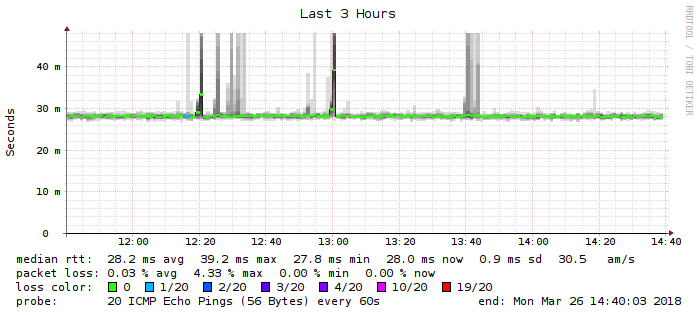 Last 3 Hours
RRDTOOL / TOBI OETIKER
Seconds
40 m
30 m
20 m
10 m
0
12:00 12:20 12:40 13:00 13:20 13:40 14:00 14:20 14:40
median rtt: 28.2 ms avg 39.2 ms max 27.8 ms min 28.0 ms now 0.9 ms sd 30.5 am/s
packet loss: 0.03 % avg 4.33 % max 0.00 % min 0.00 % now
loss color: 0 1/20 2/20 3/20 4/20 10/20 19/20
probe: 20 ICMP Echo Pings (56 Bytes) every 60s end: Mon Mar 26 14:40:03 2018